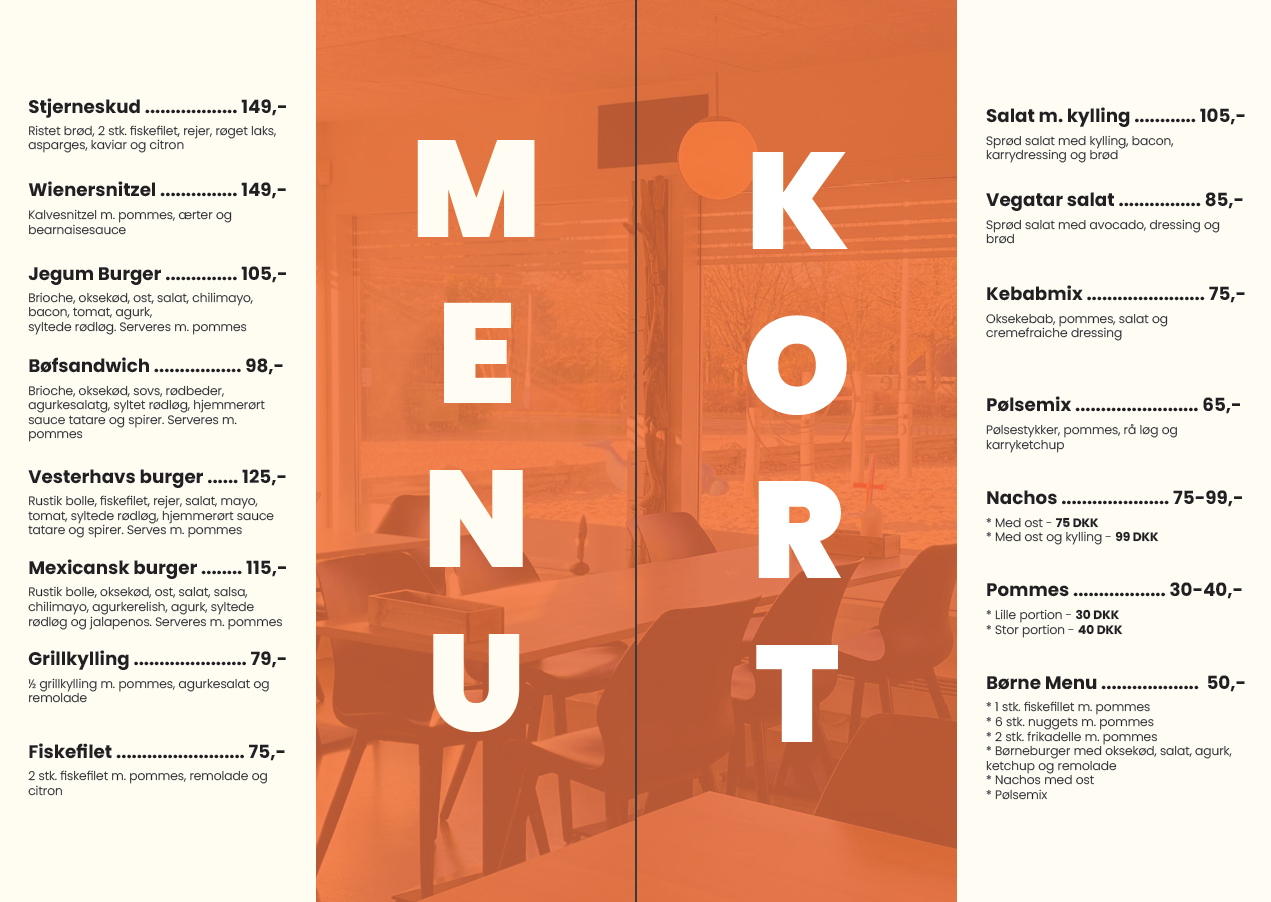 Stjerneskud .................. 149,-
Ristet brød, 2 stk. fiskefilet, rejer, røget laks,
asparges, kaviar og citron
Wienersnitzel ............... 149,-
Kalvesnitzel m. pommes, ærter og
bearnaisesauce
Jegum Burger .............. 105,-
Brioche, oksekød, ost, salat, chilimayo,
bacon, tomat, agurk,
syltede rødløg. Serveres m. pommes
Bøfsandwich ................. 98,-
Brioche, oksekød, sovs, rødbeder,
agurkesalatg, syltet rødløg, hjemmerørt
sauce tatare og spirer. Serveres m.
pommes
Vesterhavs burger ...... 125,-
Rustik bolle, fiskefilet, rejer, salat, mayo,
tomat, syltede rødløg, hjemmerørt sauce
tatare og spirer. Serves m. pommes
Mexicansk burger ........ 115,-
Rustik bolle, oksekød, ost, salat, salsa,
chilimayo, agurkerelish, agurk, syltede
rødløg og jalapenos. Serveres m. pommes
Grillkylling ...................... 79,-
½ grillkylling m. pommes, agurkesalat og
remolade
Fiskefilet ......................... 75,-
2 stk. fiskefilet m. pommes, remolade og
citron
M
E
N
U
K
O
R
T
Salat m. kylling ............ 105,-
Sprød salat med kylling, bacon,
karrydressing og brød
Vegatar salat ................ 85,-
Sprød salat med avocado, dressing og
brød
Kebabmix ....................... 75,-
Oksekebab, pommes, salat og
cremefraiche dressing
Pølsemix ........................ 65,-
Pølsestykker, pommes, rå løg og
karryketchup
Nachos ..................... 75-99,-
* Med ost - 75 DKK
* Med ost og kylling - 99 DKK
Pommes .................. 30-40,-
* Lille portion - 30 DKK
* Stor portion - 40 DKK
Børne Menu ................... 50,-
* 1 stk. fiskefillet m. pommes
* 6 stk. nuggets m. pommes
* 2 stk. frikadelle m. pommes
* Børneburger med oksekød, salat, agurk,
ketchup og remolade
* Nachos med ost
* Pølsemix